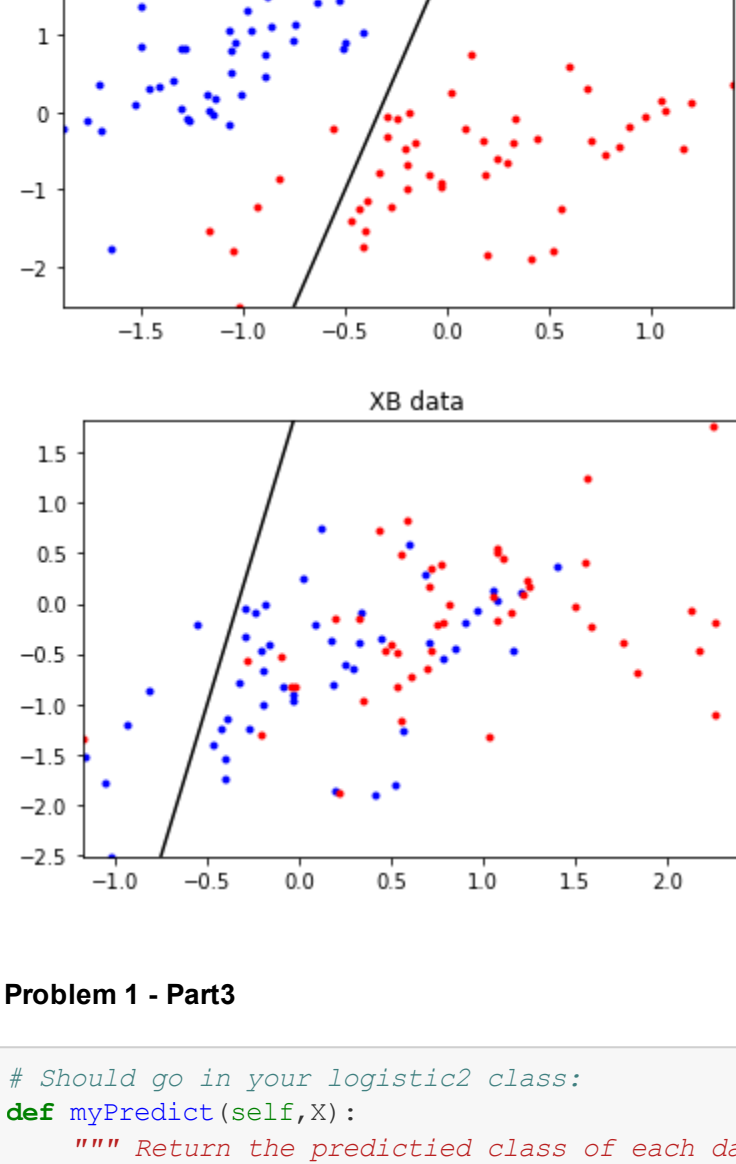 1
0
−1
−2
−1.5 −1.0 −0.5 0.0 0.5 1.0
XB data
1.5
1.0
0.5
0.0
−0.5
−1.0
−1.5
−2.0
−2.5
−1.0 −0.5 0.0 0.5 1.0 1.5 2.0
Problem 1 - Part3
# Should go in your logistic2 class:
def myPredict(self,X):
""" Return the predictied class of each da